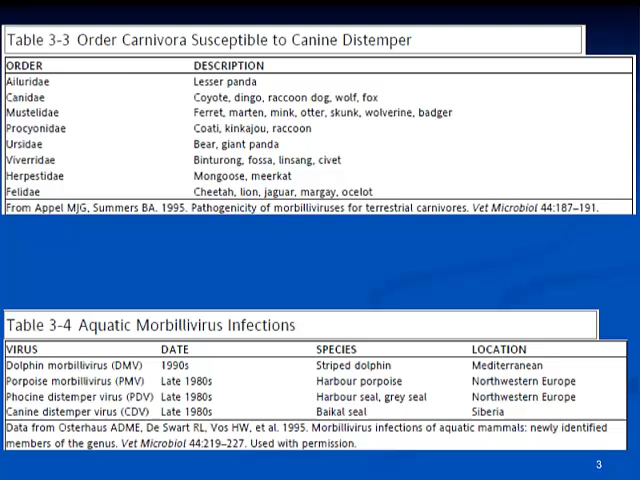 Table 3-3 Order Carnivora Susceptible to Canine Distemper
ORDER DESCRIPTION
Ailuridae Lesser panda
Canidae Coyote, dingo, raccoon dog, wolf, fox
Mustelidae Ferret, marten, mink, otter, skunk, wolverine, badger
Procyonidae Coati, kinkajou, raccoon
Ursidae Bear, giant panda
Viverridae Binturong, fossa, linsang, civet
Herpestidae Mongoose, meerkat
Felidae Cheetah, lion, jaguar, margay, ocelot
From Appel MJG, Summers BA. 1995. Pathogenicity of morbilliviruses for terrestrial carnivores. Vet Microbiol 44:187–191.
Table 3-4 Aquatic Morbillivirus Infections
VIRUS DATE SPECIES LOCATION
Dolphin morbillivirus (DMV) 1990s Striped dolphin Mediterranean
Porpoise morbillivirus (PMV) Late 1980s Harbour porpoise Northwestern Europe
Phocine distemper virus (PDV) Late 1980s Harbour seal, grey seal Northwestern Europe
Canine distemper virus (CDV) Late 1980s Baikal seal Siberia
Data from Osterhaus ADME, De Swart RL, Vos HW, et al. 1995. Morbillivirus infections of aquatic mammals: newly identified
members of the genus. Vet Microbiol 44:219–227. Used with permission.
3